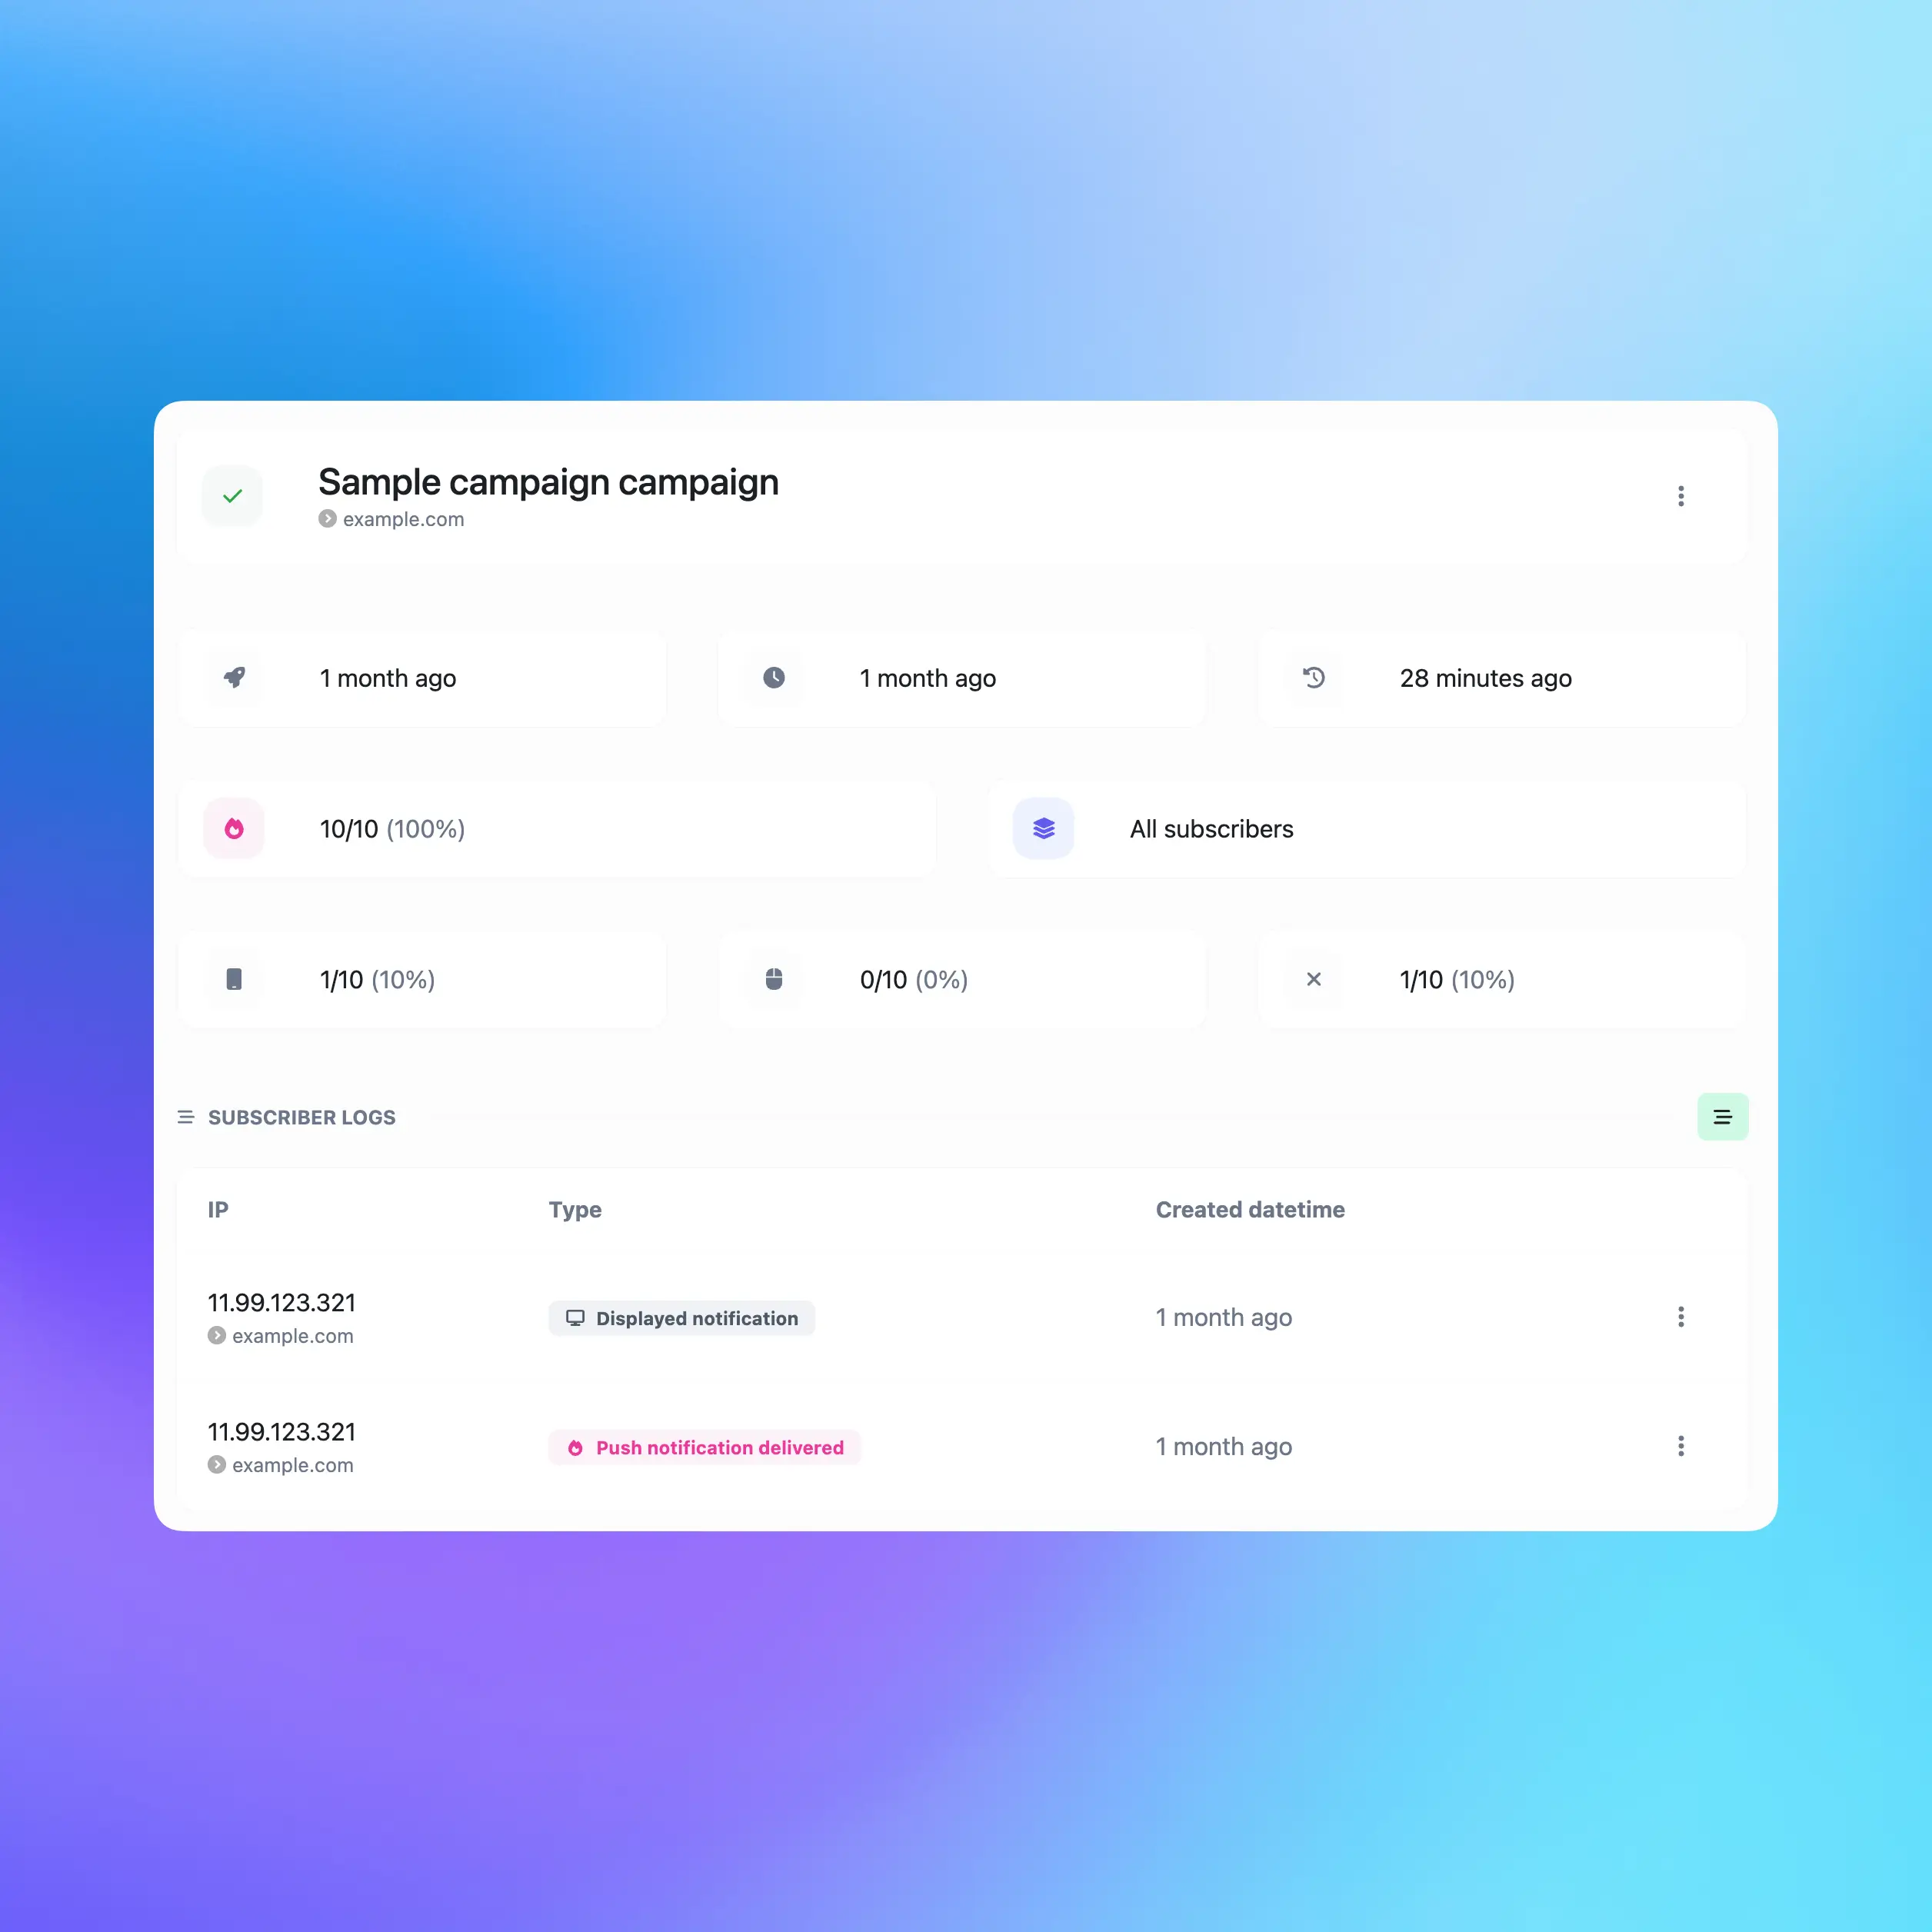 Sample campaign campaign
example.com
1 month ago
1 month ago
28 minutes ago
10/10 (100%)
All subscribers
1/10 (10%)
0/10 (0%)
1/10 (10%)
SUBSCRIBER LOGS
IP Type Created datetime
11.99.123.321
example.com
Displayed notification
1 month ago
11.99.123.321
example.com
Push notification delivered
1 month ago